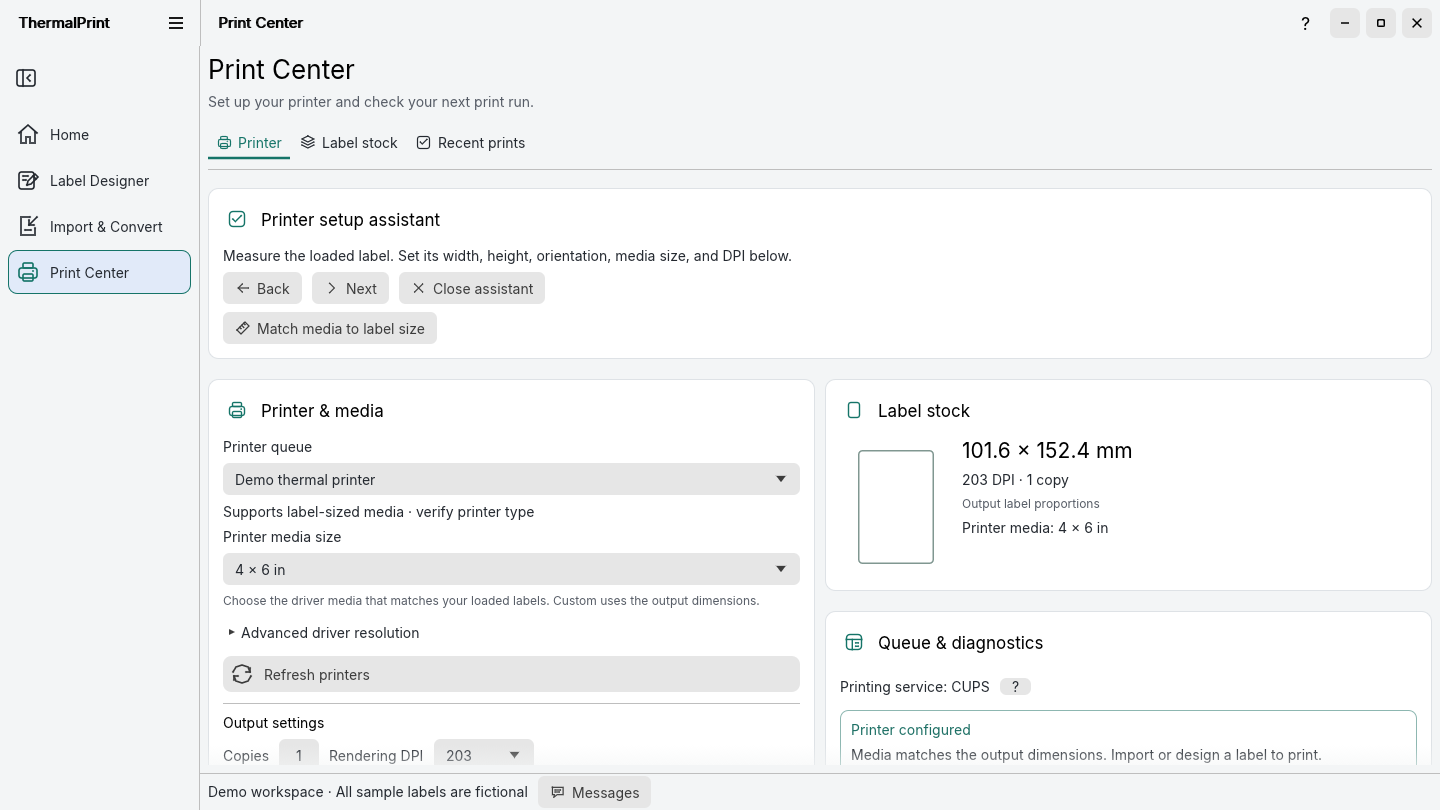 ThermalPrint
Print Center
?
Home
Label Designer
Import & Convert
Print Center
Print Center
Set up your printer and check your next print run.
Printer
Label stock
Recent prints
Printer setup assistant
Measure the loaded label. Set its width, height, orientation, media size, and DPI below.
Back
Next
Close assistant
Match media to label size
Printer & media
Printer queue
Demo thermal printer
Supports label-sized media · verify printer type
Printer media size
4 × 6 in
Choose the driver media that matches your loaded labels. Custom uses the output dimensions.
Advanced driver resolution
Refresh printers
Output settings
Copies 1 Rendering DPI 203
Label stock
101.6 × 152.4 mm
203 DPI · 1 copy
Output label proportions
Printer media: 4 × 6 in
Queue & diagnostics
Printing service: CUPS ?
Printer configured
Media matches the output dimensions. Import or design a label to print.
Demo workspace · All sample labels are fictional
Messages